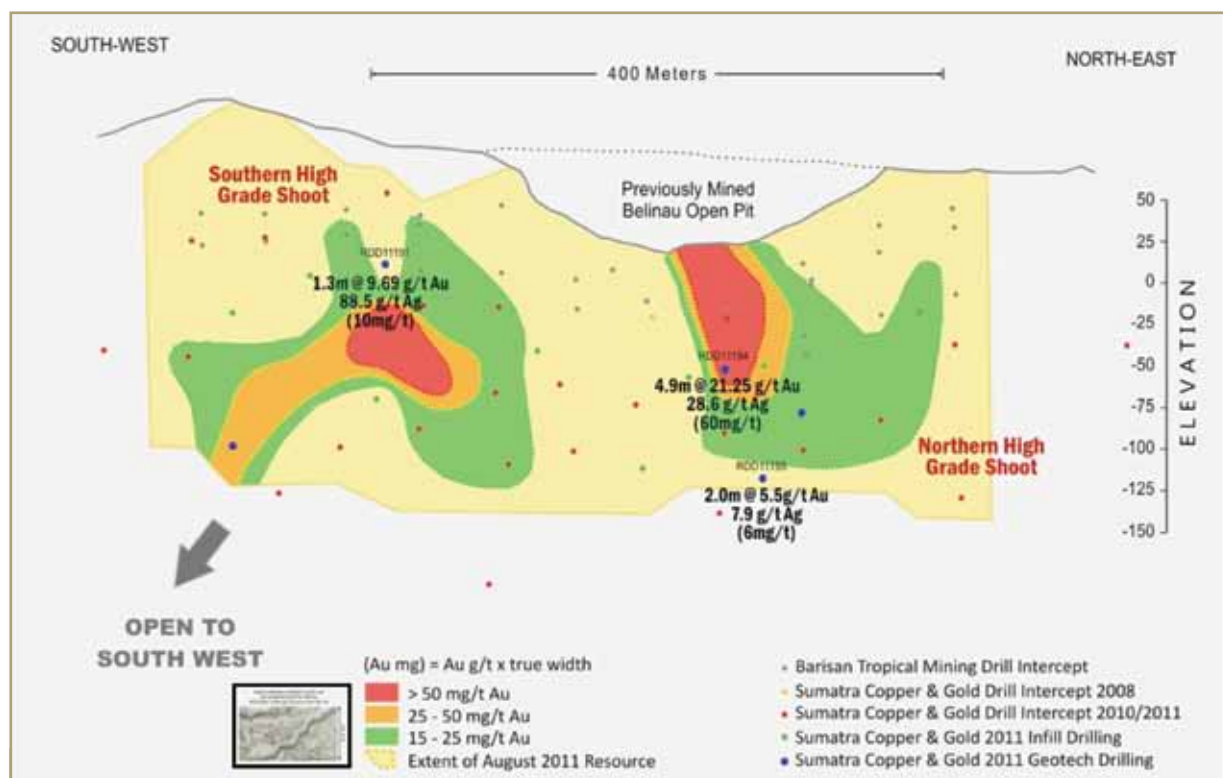 SOUTH-WEST
NORTH-EAST
400 Meters
Southern High
Grade Shoot
Previously Mined
Belinau Open Pit
RDD11191
1.3m @ 9.69 g/t Au
88.5 g/t Ag
(10mg/t)
RDD11194
4.9m @ 21.25 g/t Au
28.6 g/t Ag
(60mg/t)
2.0m @ 5.5g/t Au
7.9 g/t Ag
(6mg/t)
Northern High
Grade Shoot
50
25
0
-25
-50
-75
-100
-125
-150
ELEVATION
OPEN TO
SOUTH WEST
(Au mg) = Au g/t x true width
> 50 mg/t Au
25 - 50 mg/t Au
15 - 25 mg/t Au
Extent of August 2011 Resource
Barisan Tropical Mining Drill Intercept
Sumatra Copper & Gold Drill Intercept 2008
Sumatra Copper & Gold Drill Intercept 2010/2011
Sumatra Copper & Gold 2011 Infill Drilling
Sumatra Copper & Gold 2011 Geotech Drilling